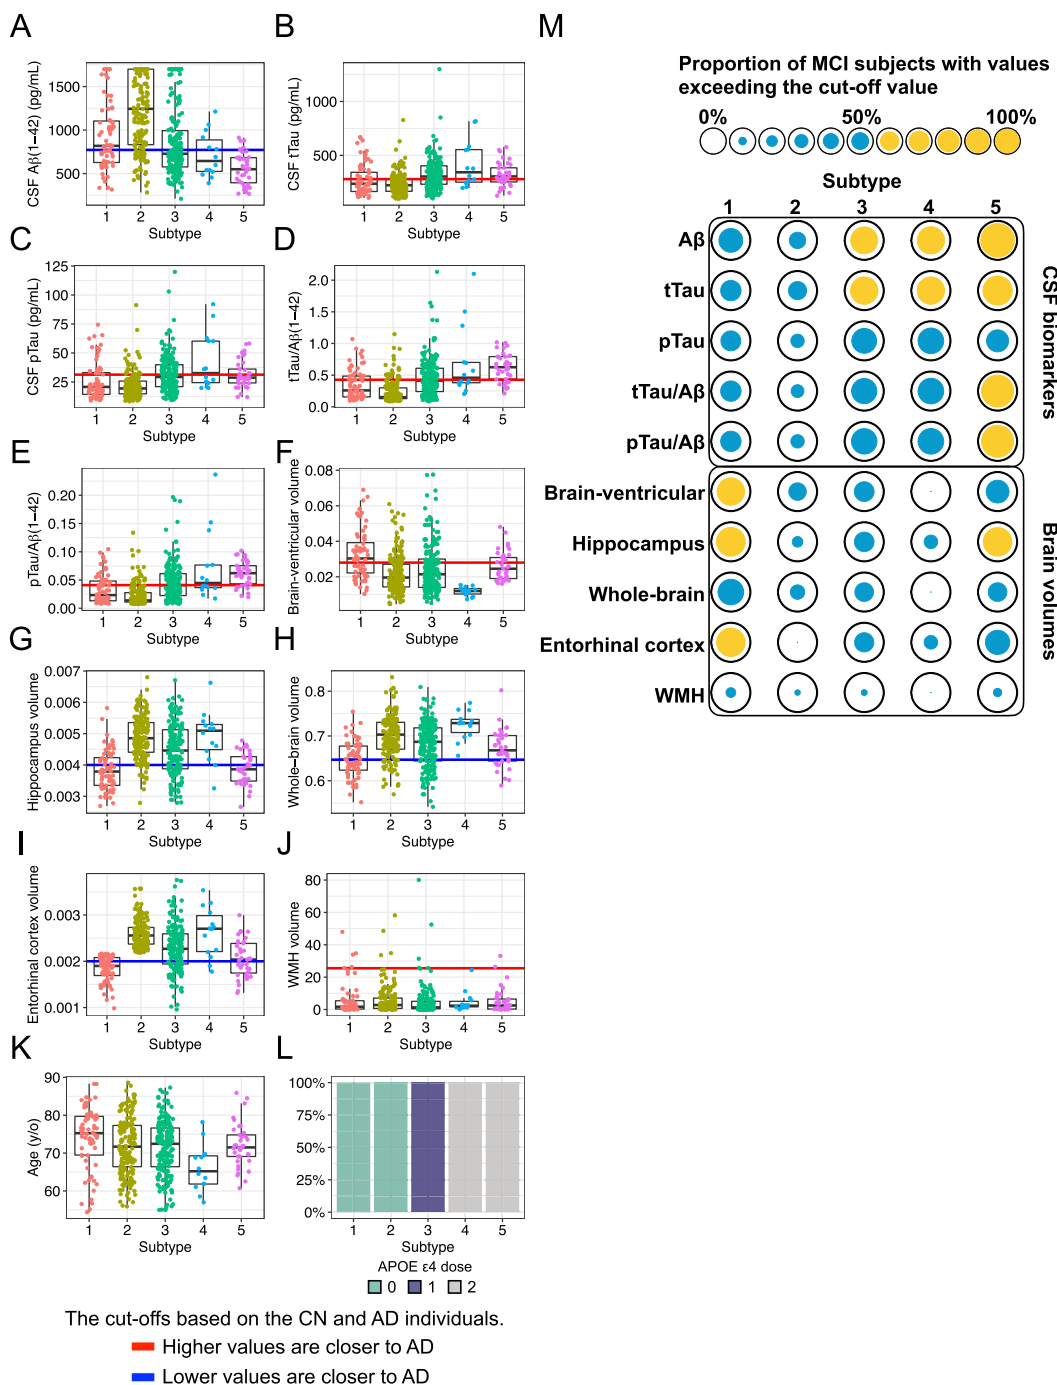 A
CSF Aβ(1−42) (pg/mL)
1500
1000
500
1 2 3 4 5
Subtype
B
CSF tTau (pg/mL)
1000
500
1 2 3 4 5
Subtype
C
CSF pTau (pg/mL)
125
100
75
50
25
1 2 3 4 5
Subtype
D
tTau/Aβ(1−42)
2.0
1.5
1.0
0.5
0.0
1 2 3 4 5
Subtype
E
pTau/Aβ(1−42)
0.20
0.15
0.10
0.05
0.00
1 2 3 4 5
Subtype
F
Brain-ventricular volume
0.08
0.06
0.04
0.02
1 2 3 4 5
Subtype
G
Hippocampus volume
0.007
0.006
0.005
0.004
0.003
1 2 3 4 5
Subtype
H
Whole−brain volume
0.8
0.7
0.6
1 2 3 4 5
Subtype
I
Entorhinal cortex volume
0.003
0.002
0.001
1 2 3 4 5
Subtype
J
WMH volume
80
60
40
20
0
1 2 3 4 5
Subtype
K
Age (y/o)
90
80
70
60
1 2 3 4 5
Subtype
L
100%
75%
50%
25%
0%
1 2 3 4 5
Subtype
APOE ε4 dose
0 1 2
The cut-offs based on the CN and AD individuals.
Higher values are closer to AD
Lower values are closer to AD
M
Proportion of MCI subjects with values
exceeding the cut-off value
0% 50% 100%
Subtype
1 2 3 4 5
Aβ
tTau
pTau
tTau/Aβ
pTau/Aβ
CSF biomarkers
Brain-ventricular
Hippocampus
Whole-brain
Entorhinal cortex
WMH
Brain volumes